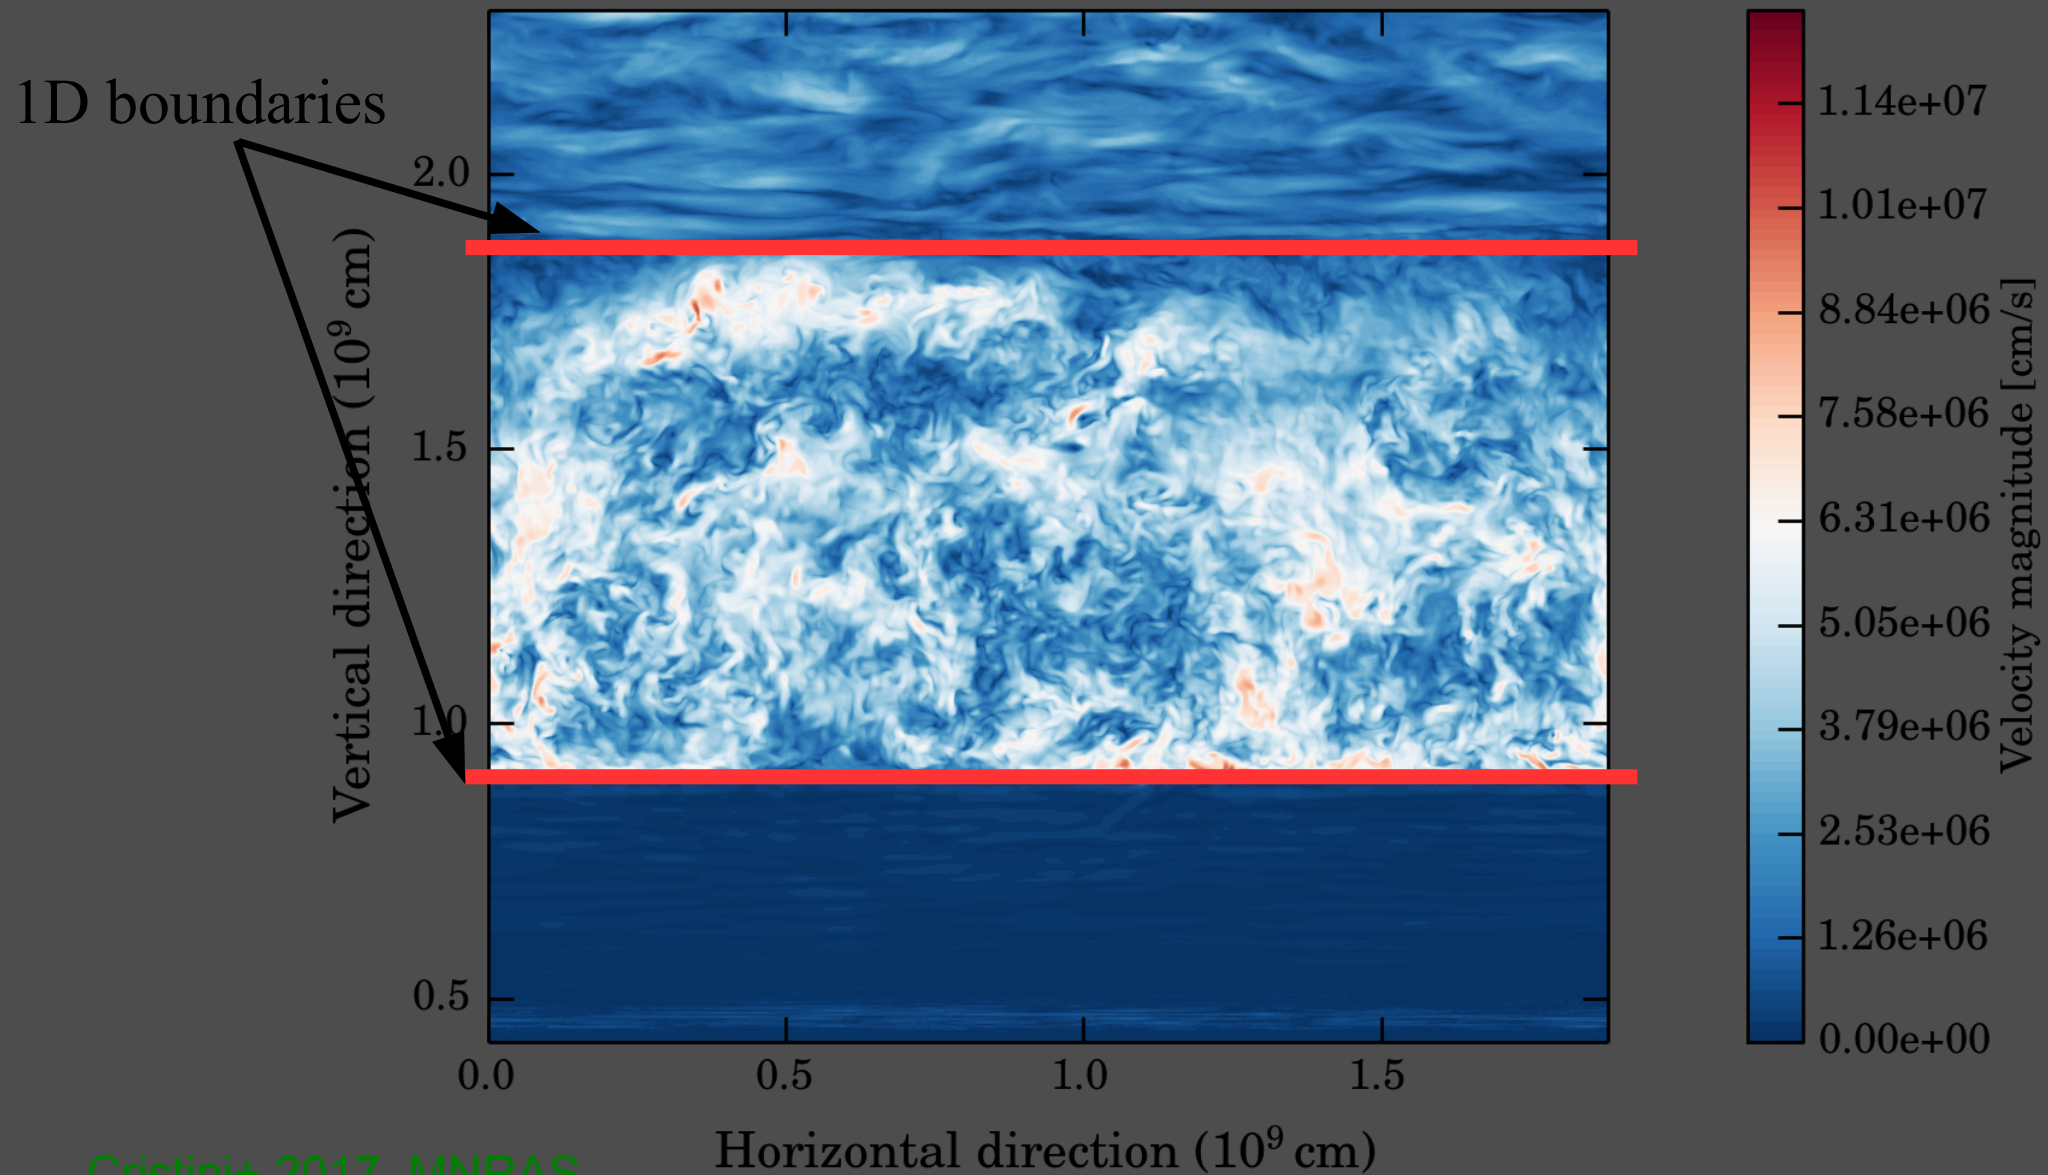 1D boundaries
2.0
1.5
1.0
0.5
Vertical direction (10⁹ cm)
0.0
0.5
1.0
1.5
Horizontal direction (10⁹ cm)
1.14e+07
1.01e+07
8.84e+06
7.58e+06
6.31e+06
5.05e+06
3.79e+06
2.53e+06
1.26e+06
0.00e+00
Velocity magnitude [cm/s]
Cristini+ 2017, MNRAS